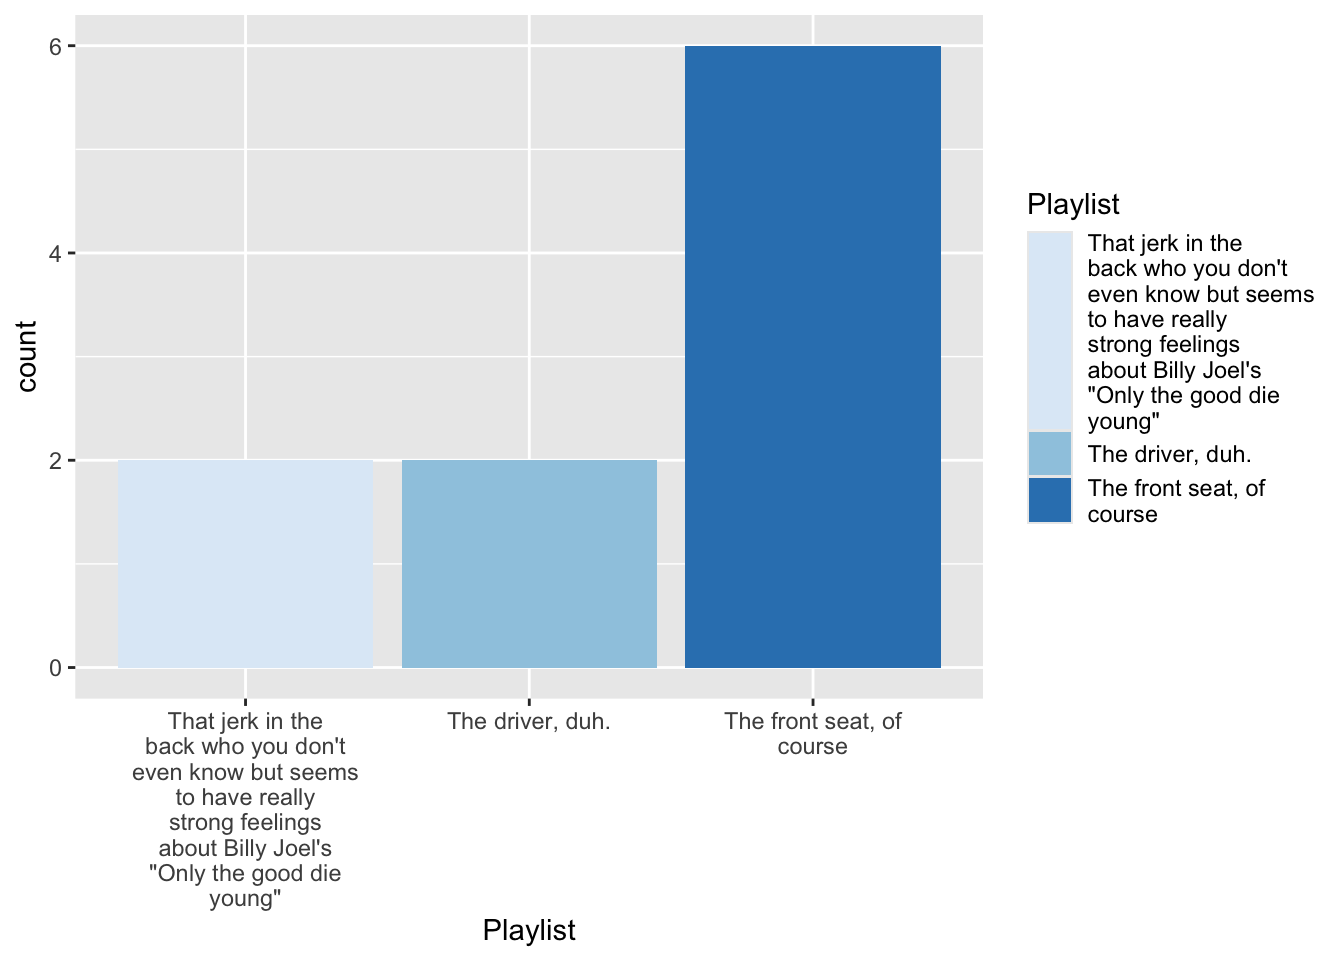 6
4
2
0
count
That jerk in the
back who you don't
even know but seems
to have really
strong feelings
about Billy Joel's
"Only the good die
young"
The driver, duh.
The front seat, of
course
Playlist
Playlist
That jerk in the
back who you don't
even know but seems
to have really
strong feelings
about Billy Joel's
"Only the good die
young"
The driver, duh.
The front seat, of
course